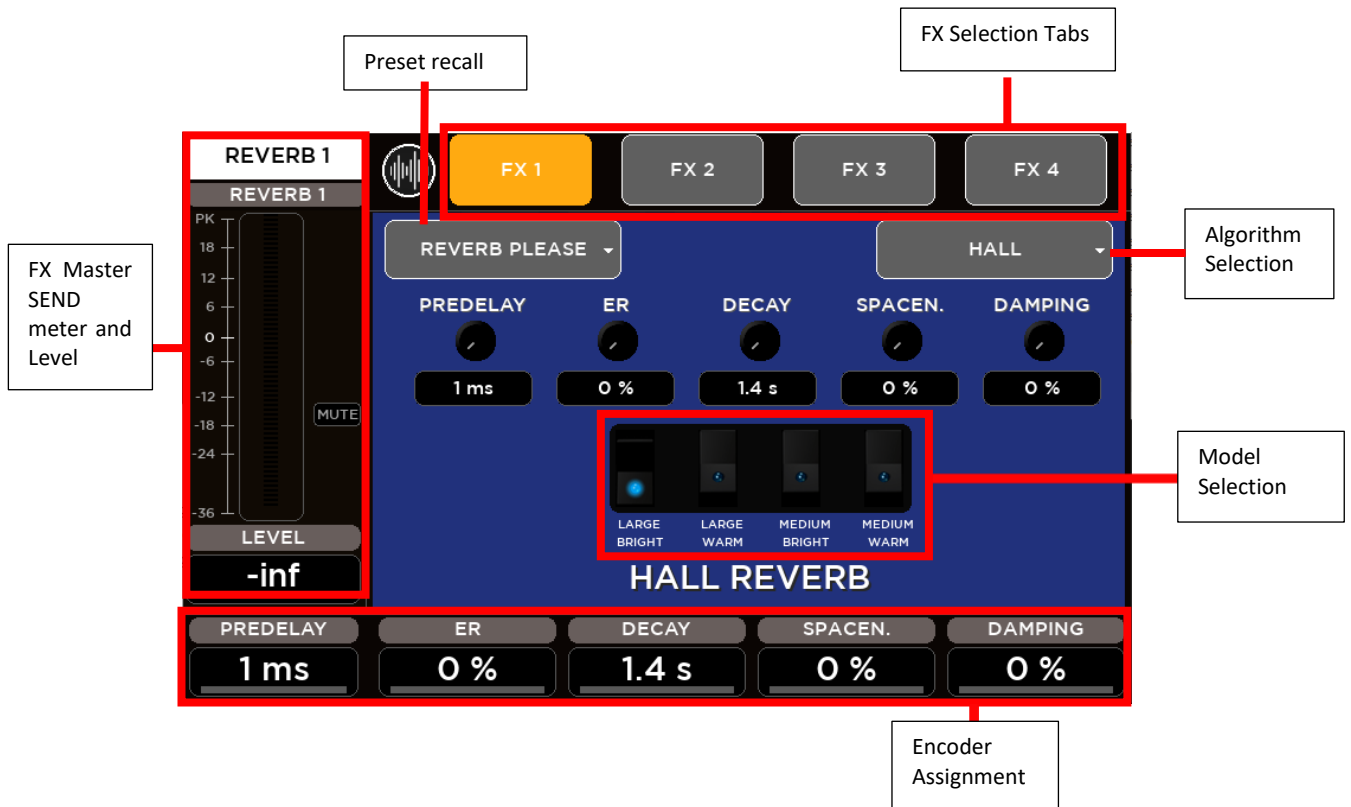 FX Selection Tabs
Preset recall
REVERB 1
FX 1
FX 2
FX 3
FX 4
REVERB 1
PK
18
12
6
0
-6
-12
-18
-24
-36
MUTE
LEVEL
-inf
FX Master
SEND
meter and
Level
REVERB PLEASE
HALL
Algorithm
Selection
PREDELAY ER DECAY SPACEN. DAMPING
1 ms 0 % 1.4 s 0 % 0 %
LARGE
BRIGHT
LARGE
WARM
MEDIUM
BRIGHT
MEDIUM
WARM
Model
Selection
HALL REVERB
PREDELAY ER DECAY SPACEN. DAMPING
1 ms 0 % 1.4 s 0 % 0 %
Encoder
Assignment